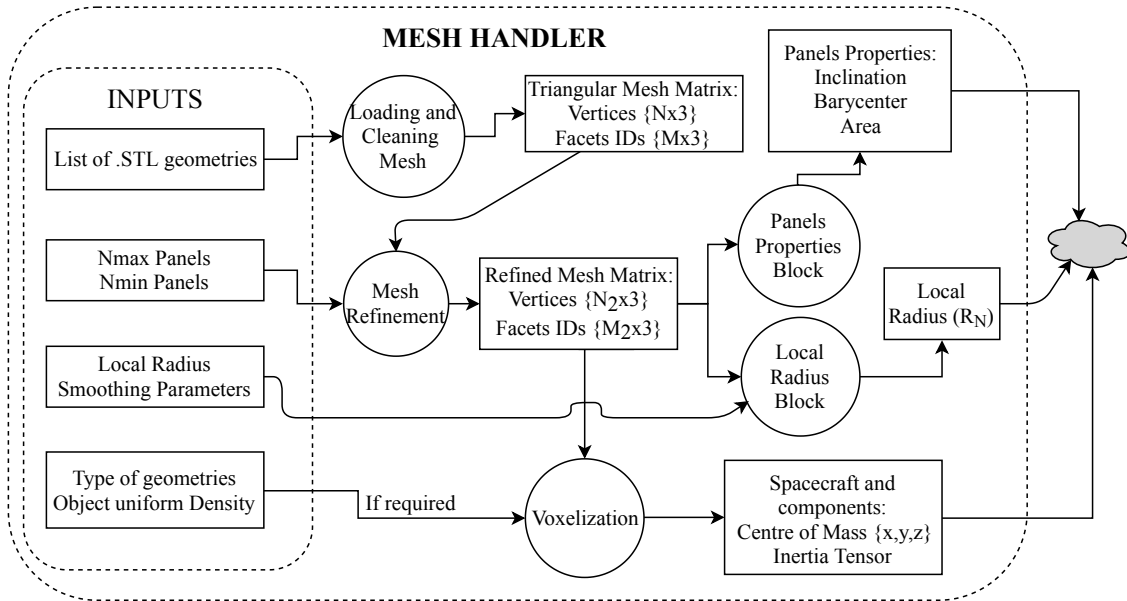 MESH HANDLER
INPUTS
List of .STL geometries
Nmax Panels
Nmin Panels
Local Radius
Smoothing Parameters
Type of geometries
Object uniform Density
Loading and
Cleaning
Mesh
Triangular Mesh Matrix:
Vertices {Nx3}
Facets IDs {Mx3}
Mesh
Refinement
Refined Mesh Matrix:
Vertices {N₂x3}
Facets IDs {M₂x3}
Panels
Properties
Block
Panels Properties:
Inclination
Barycenter
Area
Local
Radius
Block
Local
Radius (R_N)
If required
Voxelization
Spacecraft and
components:
Centre of Mass {x,y,z}
Inertia Tensor